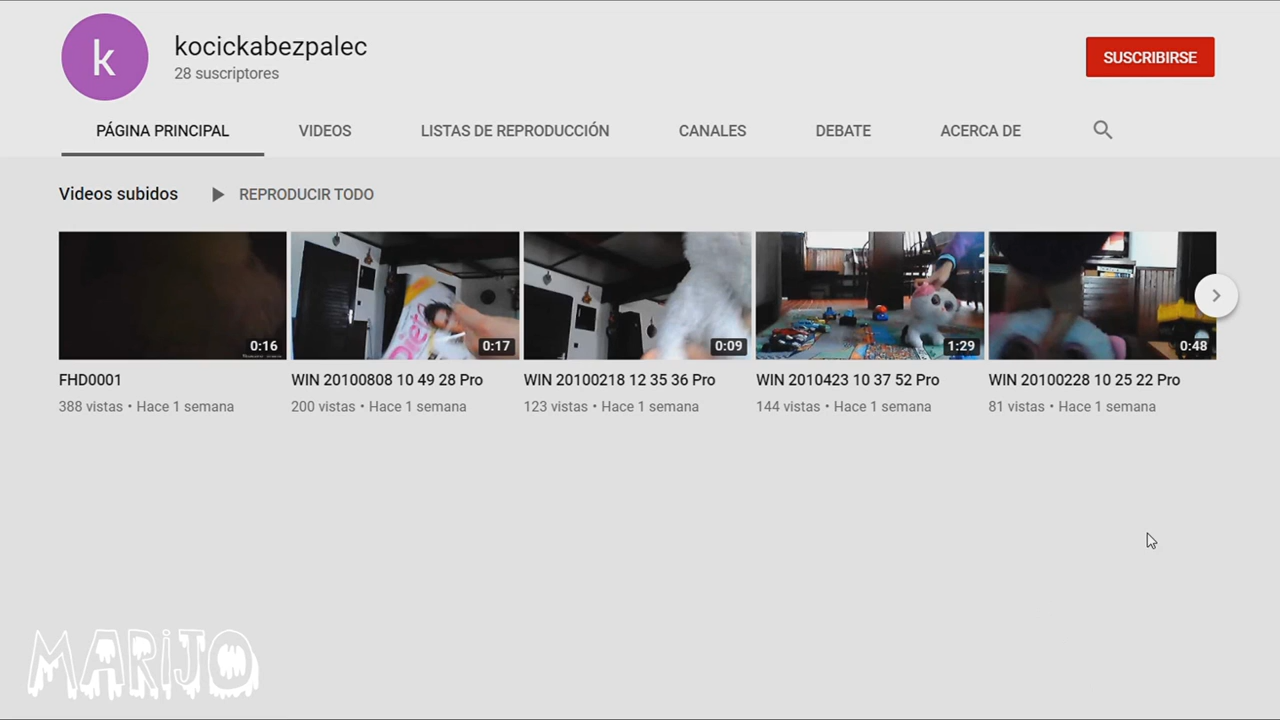 k
kocickabezpalec
28 suscriptores
SUSCRIBIRSE
PÁGINA PRINCIPAL VIDEOS LISTAS DE REPRODUCCIÓN CANALES DEBATE ACERCA DE
Videos subidos REPRODUCIR TODO
0:16 0:17 0:09 1:29 0:48
FHD0001 WIN 20100808 10 49 28 Pro WIN 20100218 12 35 36 Pro WIN 2010423 10 37 52 Pro WIN 20100228 10 25 22 Pro
388 vistas • Hace 1 semana 200 vistas • Hace 1 semana 123 vistas • Hace 1 semana 144 vistas • Hace 1 semana 81 vistas • Hace 1 semana
MARiJO